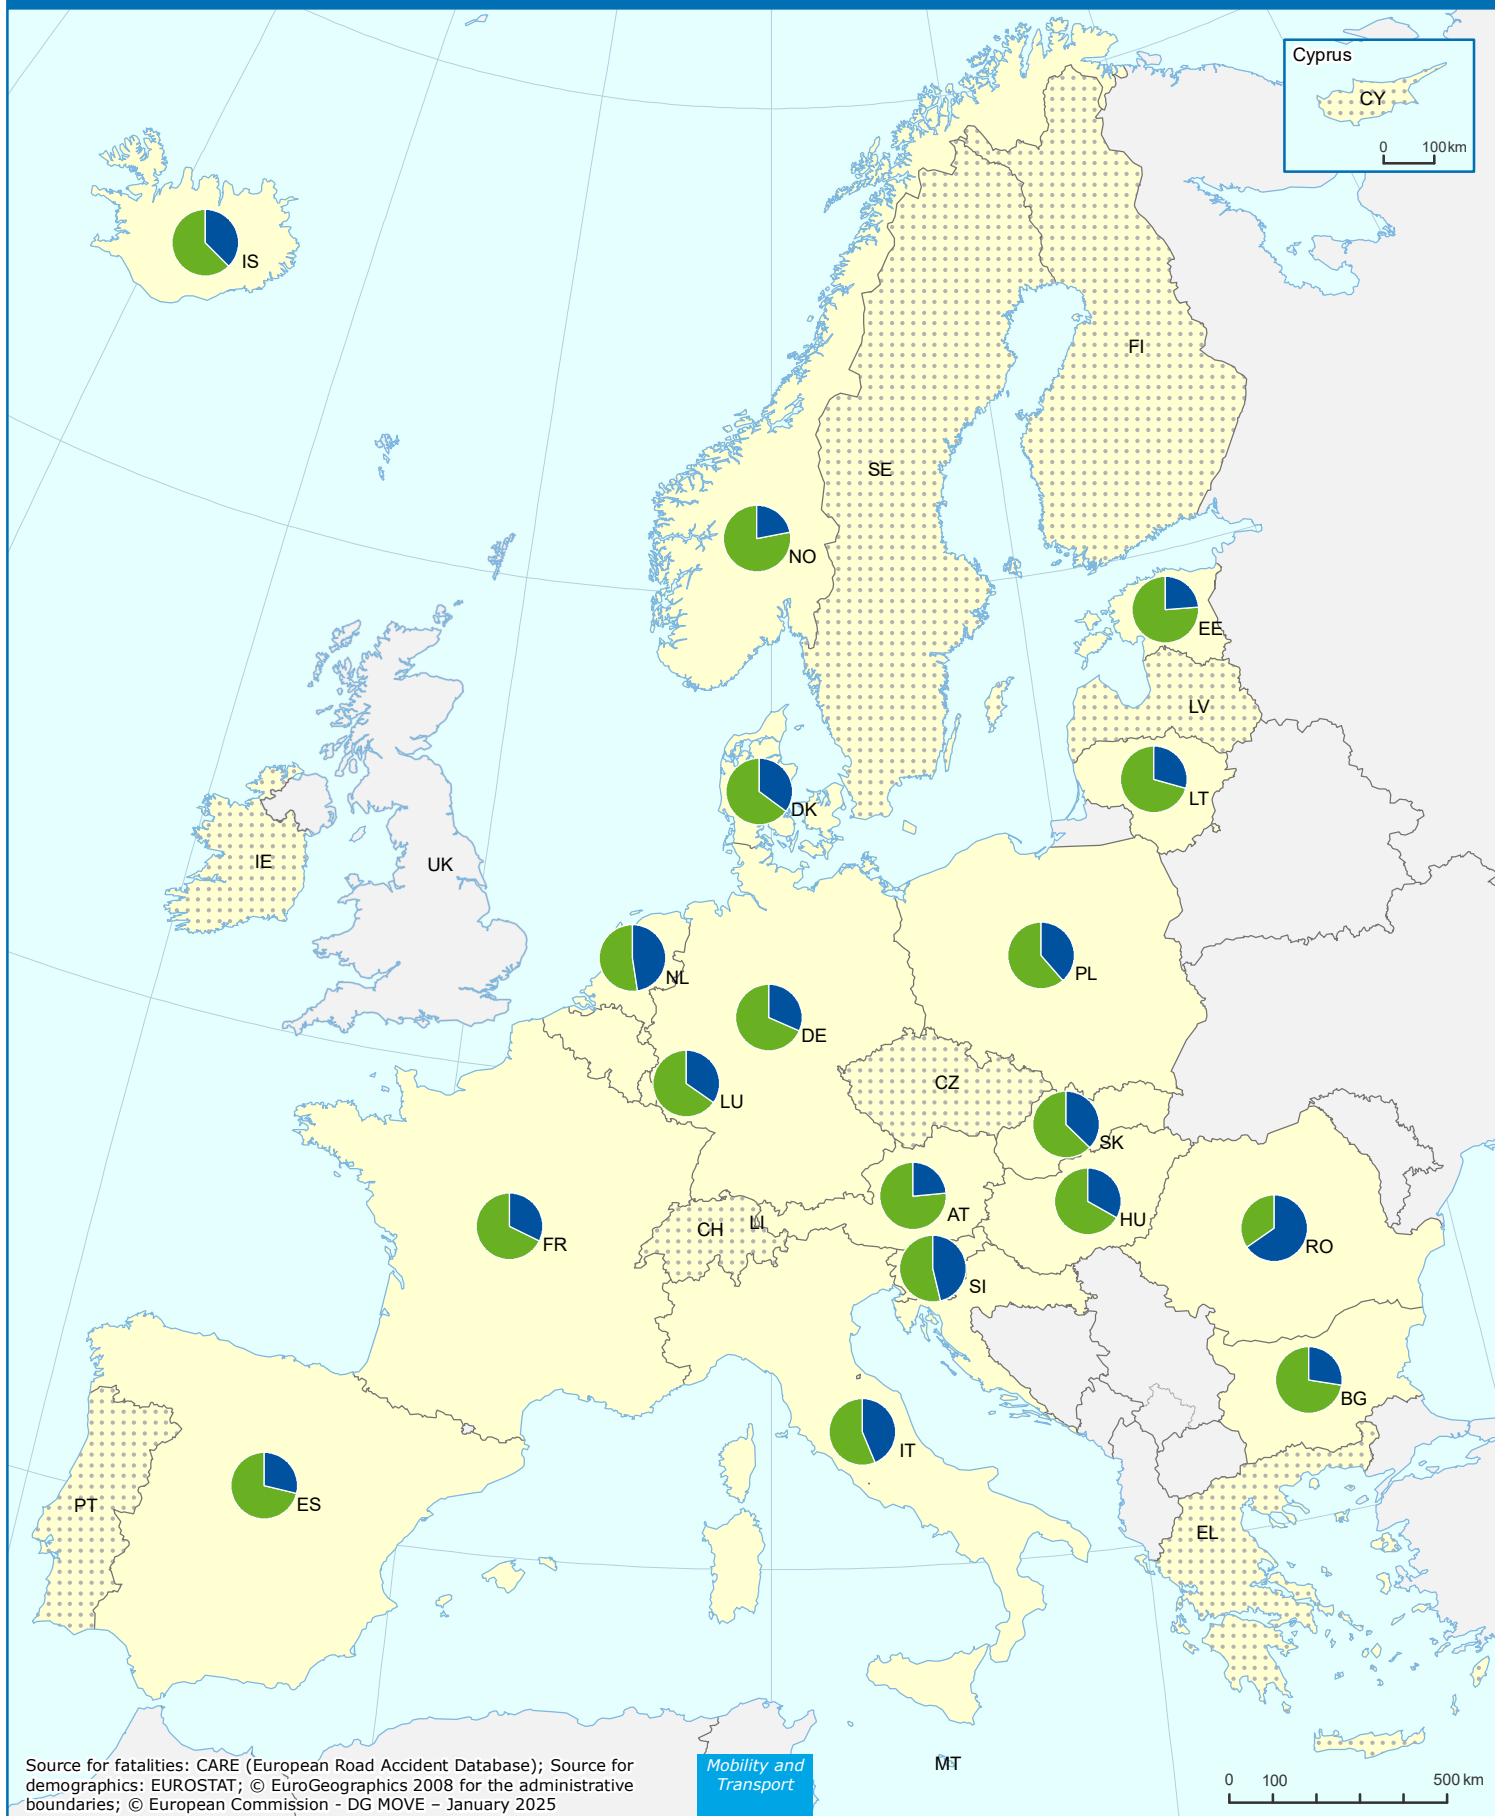 Cyprus
CY
0 100 km
IS
FI
SE
NO
EE
LV
LT
DK
IE
UK
NL
PL
DE
CZ
LU
SK
AT
HU
CH
LI
FR
RO
SI
BG
IT
ES
PT
EL
MT
Source for fatalities: CARE (European Road Accident Database); Source for
demographics: EUROSTAT; © EuroGeographics 2008 for the administrative
boundaries; © European Commission - DG MOVE – January 2025
Mobility and
Transport
0 100 500 km